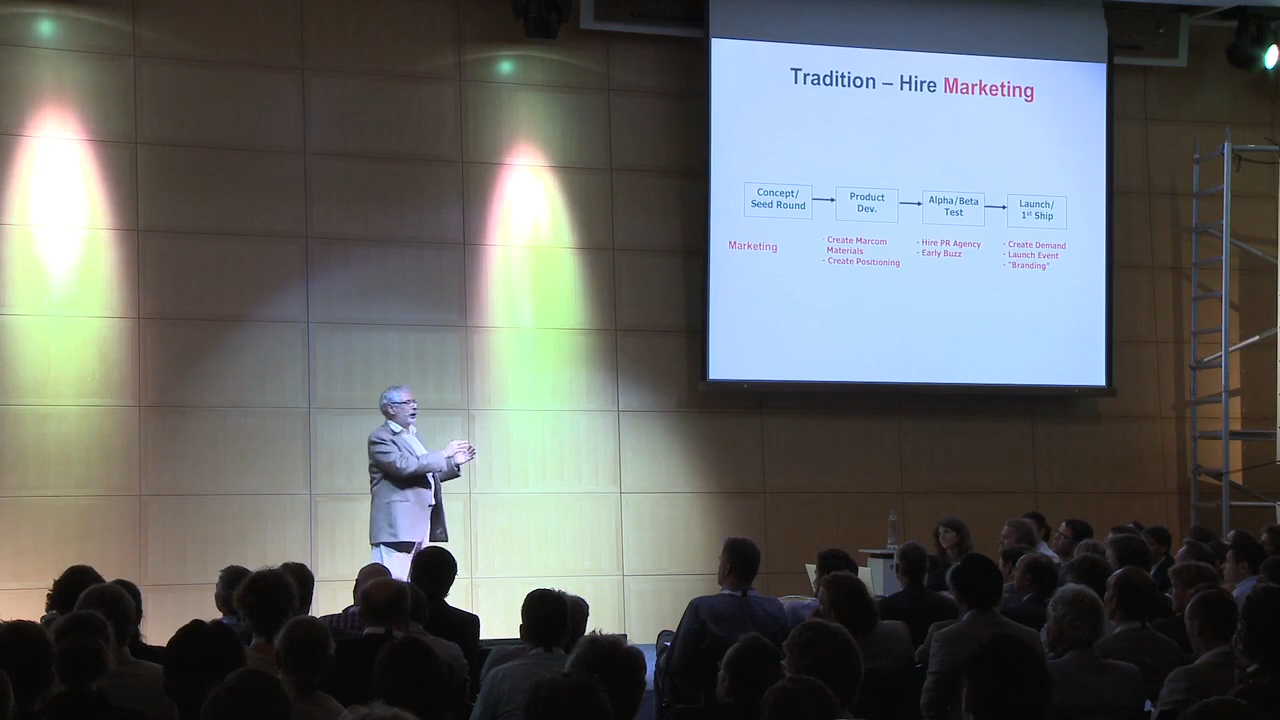 Tradition – Hire Marketing
Concept/
Seed Round
Product
Dev.
Alpha/Beta
Test
Launch/
1st Ship
Marketing
- Create Marcom
Materials
- Create Positioning
- Hire PR Agency
- Early Buzz
- Create Demand
- Launch Event
- "Branding"